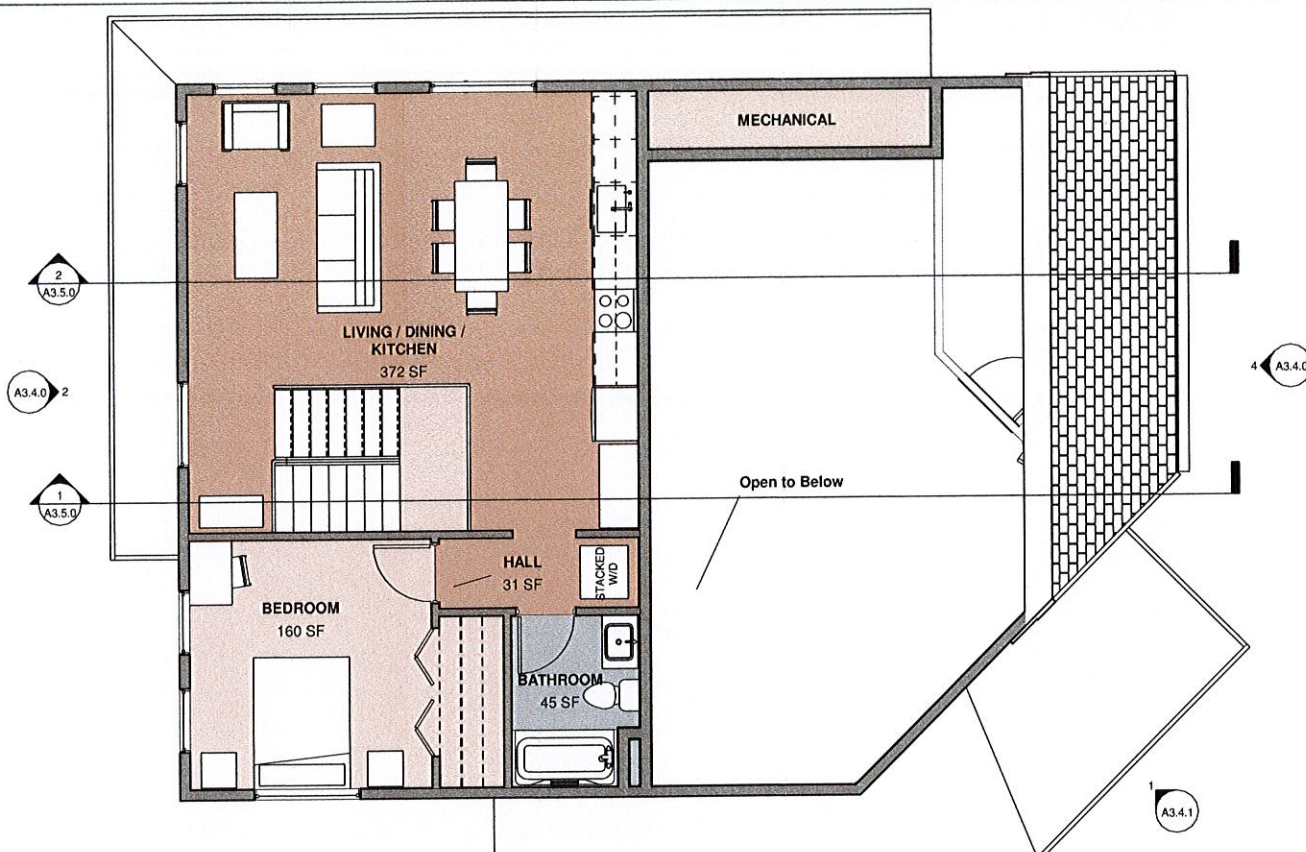 MECHANICAL
2
A3.5.0
LIVING / DINING /
KITCHEN
372 SF
A3.4.0
2
4
A3.4.0
1
A3.5.0
Open to Below
HALL
31 SF
STACKED
W/D
BEDROOM
160 SF
BATHROOM
45 SF
1
A3.4.1